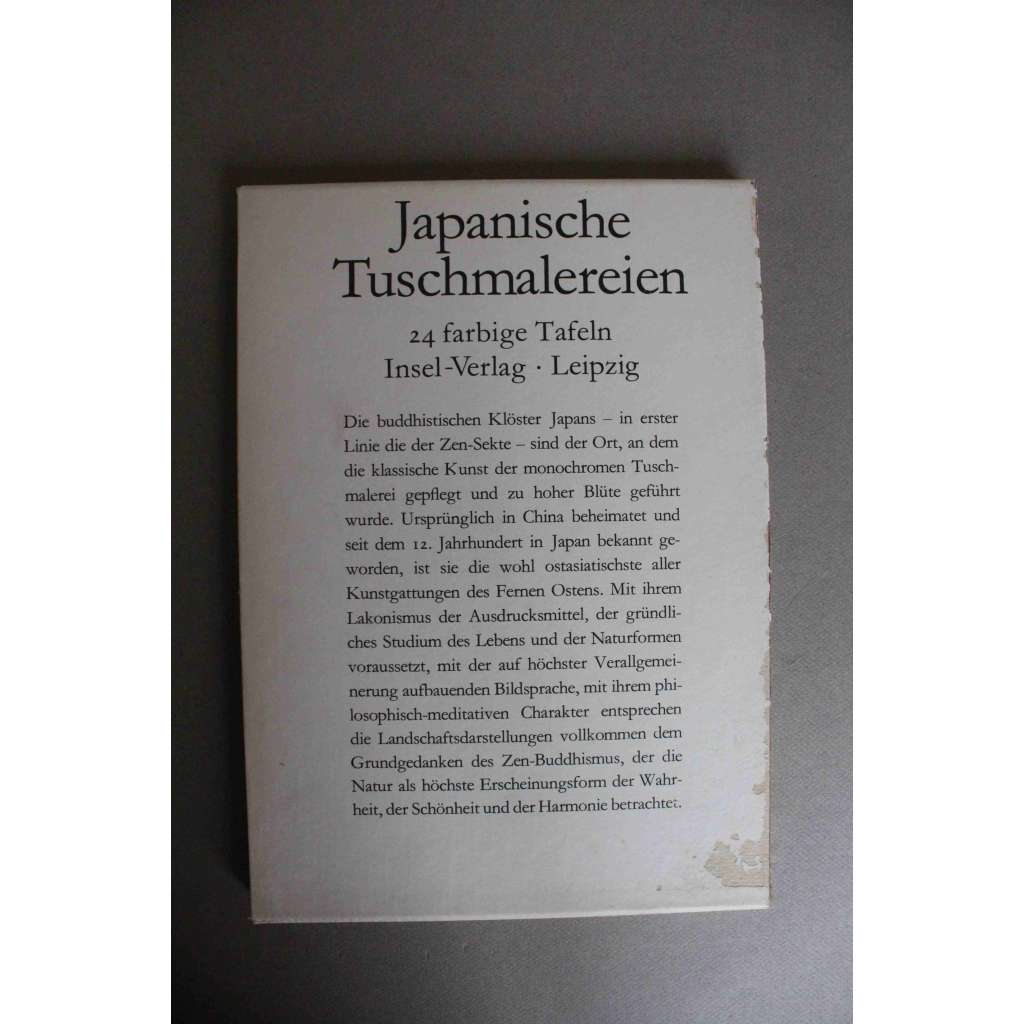 Japanische
Tuschmalereien
24 farbige Tafeln
Insel-Verlag · Leipzig
Die buddhistischen Klöster Japans – in erster
Linie die der Zen-Sekte – sind der Ort, an dem
die klassische Kunst der monochromen Tusch-
malerei gepflegt und zu hoher Blüte geführt
wurde. Ursprünglich in China beheimatet und
seit dem 12. Jahrhundert in Japan bekannt ge-
worden, ist sie die wohl ostasiatischste aller
Kunstgattungen des Fernen Ostens. Mit ihrem
Lakonismus der Ausdrucksmittel, der gründli-
ches Studium des Lebens und der Naturformen
voraussetzt, mit der auf höchster Verallgemei-
nerung aufbauenden Bildsprache, mit ihrem phi-
losophisch-meditativen Charakter entsprechen
die Landschaftsdarstellungen vollkommen dem
Grundgedanken des Zen-Buddhismus, der die
Natur als höchste Erscheinungsform der Wahr-
heit, der Schönheit und der Harmonie betrachtet.